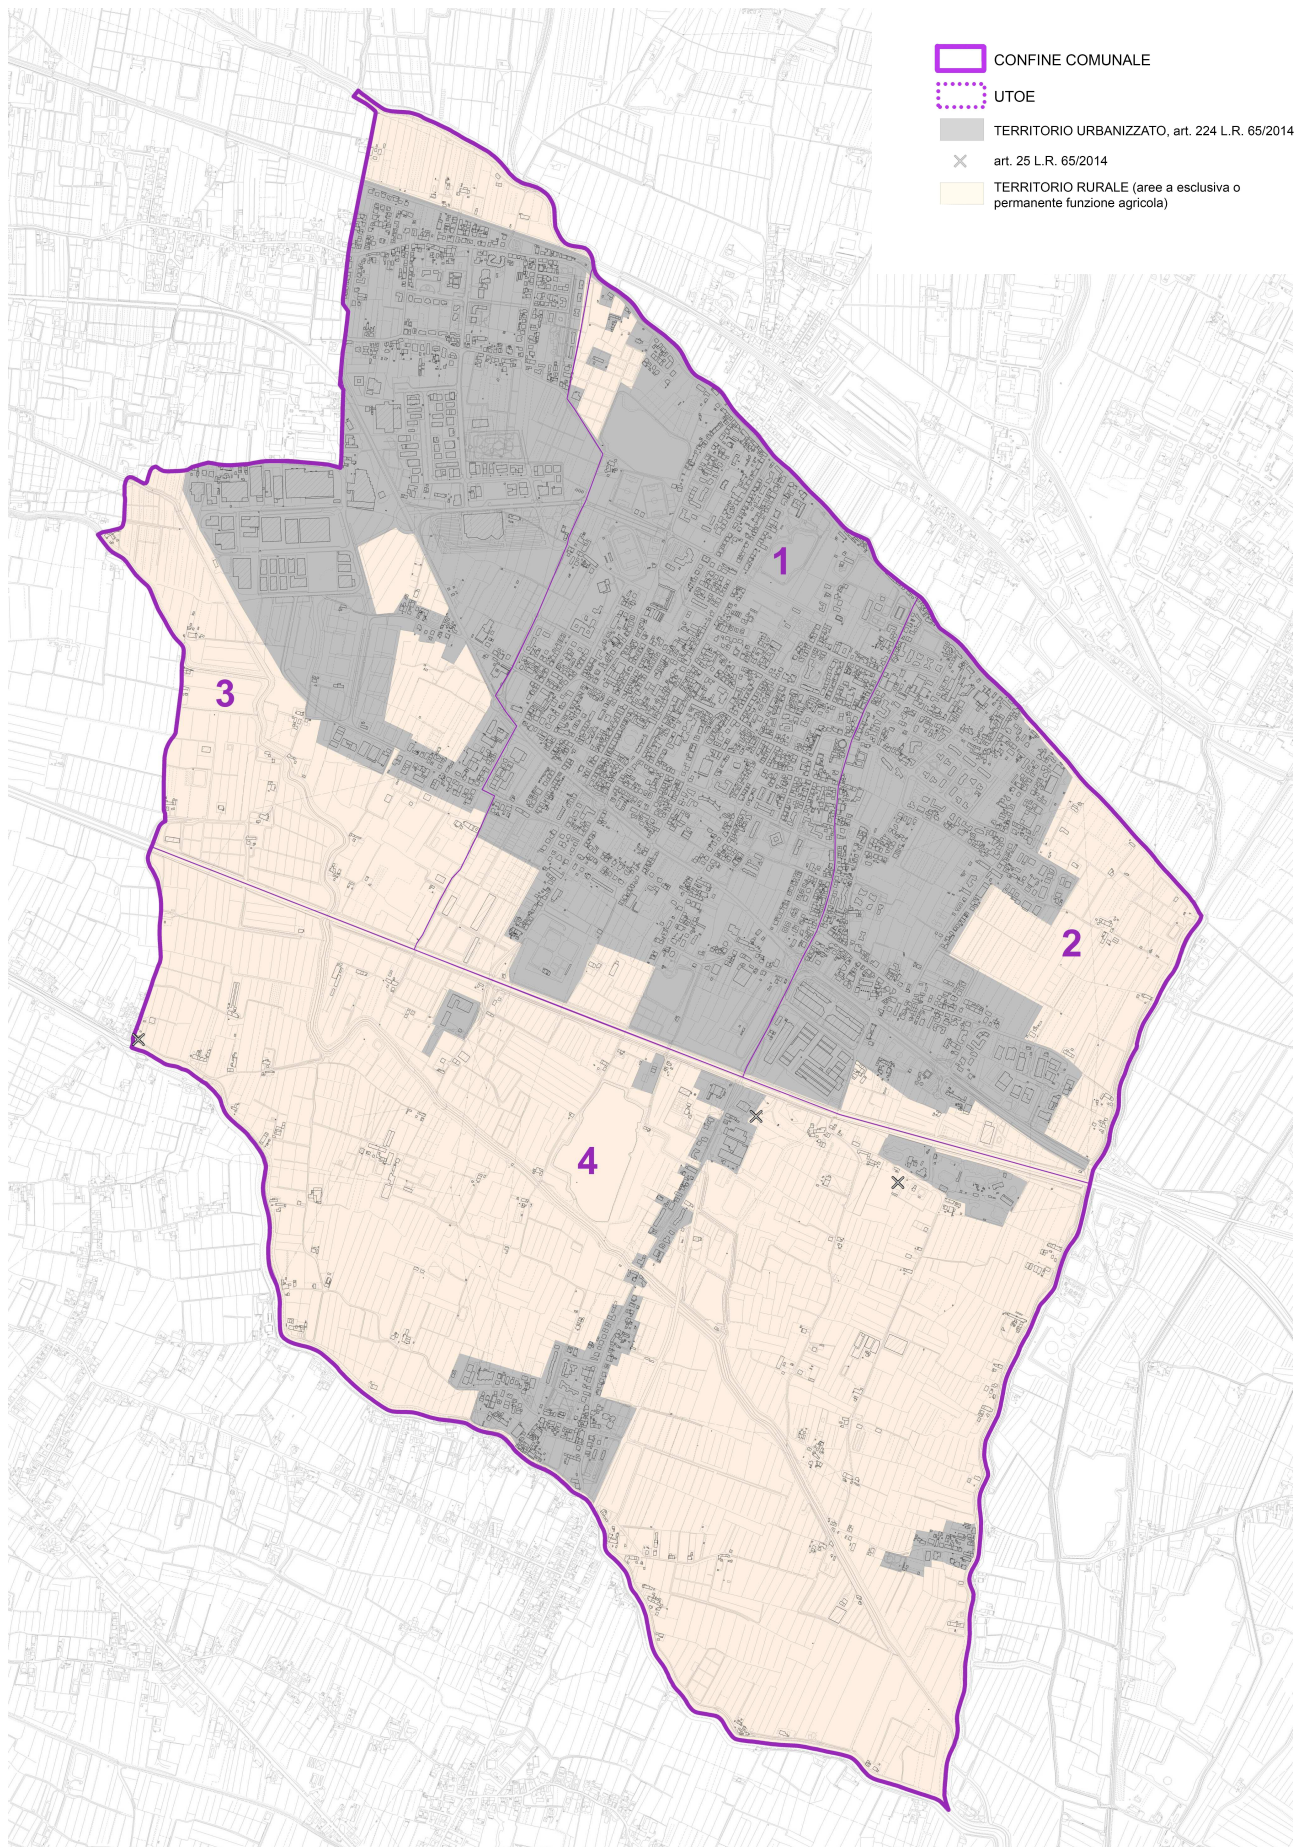 CONFINE COMUNALE
UTOE
TERRITORIO URBANIZZATO, art. 224 L.R. 65/2014
art. 25 L.R. 65/2014
TERRITORIO RURALE (aree a esclusiva o
permanente funzione agricola)
1
3
2
4